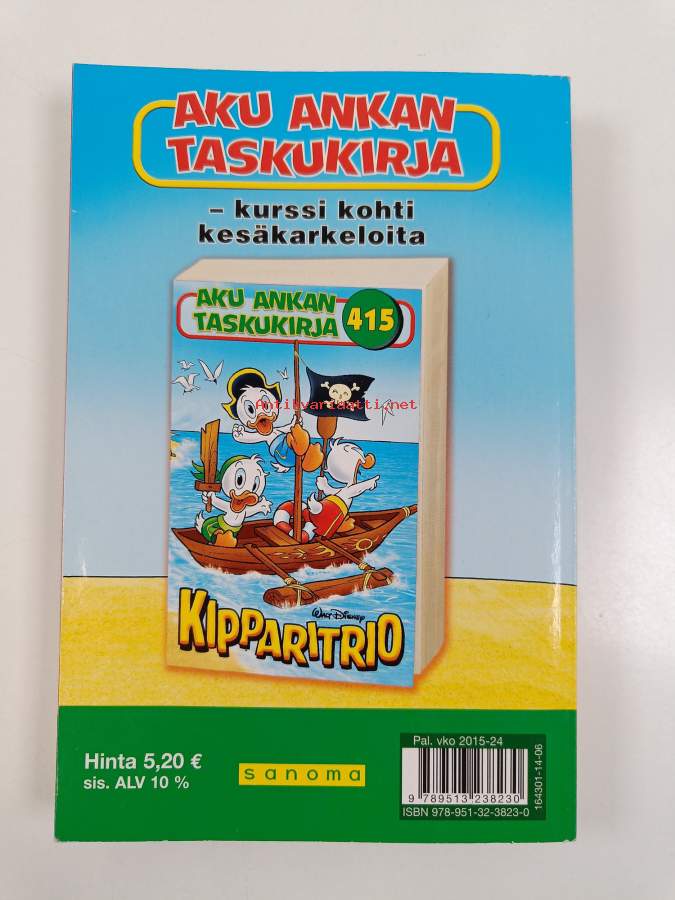 AKU ANKAN
TASKUKIRJA
– kurssi kohti
kesäkarkeloita
AKU ANKAN
TASKUKIRJA
415
Antikvariaatti.net
WALT DISNEY
KIPPARITRIO
Hinta 5,20 €
sis. ALV 10 %
sanoma
Pal. vko 2015-24
9 789513 238230
ISBN 978-951-32-3823-0
164301-14-06